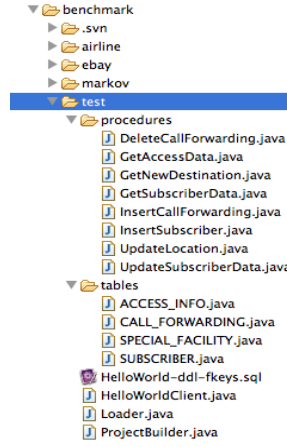 benchmark
.svn
airline
ebay
markov
test
procedures
DeleteCallForwarding.java
GetAccessData.java
GetNewDestination.java
GetSubscriberData.java
InsertCallForwarding.java
InsertSubscriber.java
UpdateLocation.java
UpdateSubscriberData.java
tables
ACCESS_INFO.java
CALL_FORWARDING.java
SPECIAL_FACILITY.java
SUBSCRIBER.java
HelloWorld-ddl-fkeys.sql
HelloWorldClient.java
Loader.java
ProjectBuilder.java